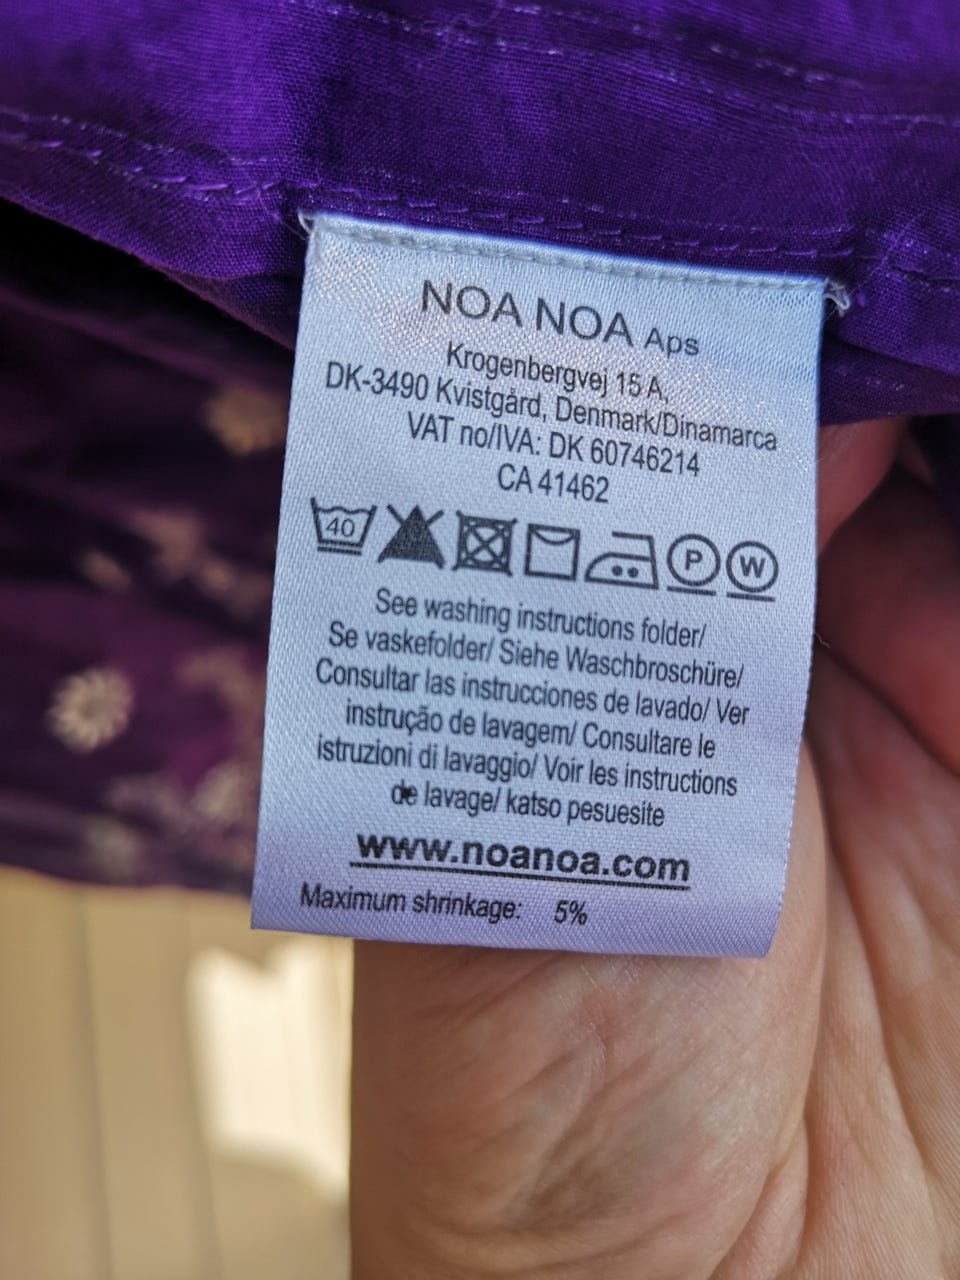 NOA NOA Aps
Krogenbergvej 15 A,
DK-3490 Kvistgård, Denmark/Dinamarca
VAT no/IVA: DK 60746214
CA 41462
40 P W
See washing instructions folder/
Se vaskefolder/ Siehe Waschbroschüre/
Consultar las instrucciones de lavado/ Ver
instrução de lavagem/ Consultare le
istruzioni di lavaggio/ Voir les instructions
de lavage/ katso pesuesite
www.noanoa.com
Maximum shrinkage: 5%